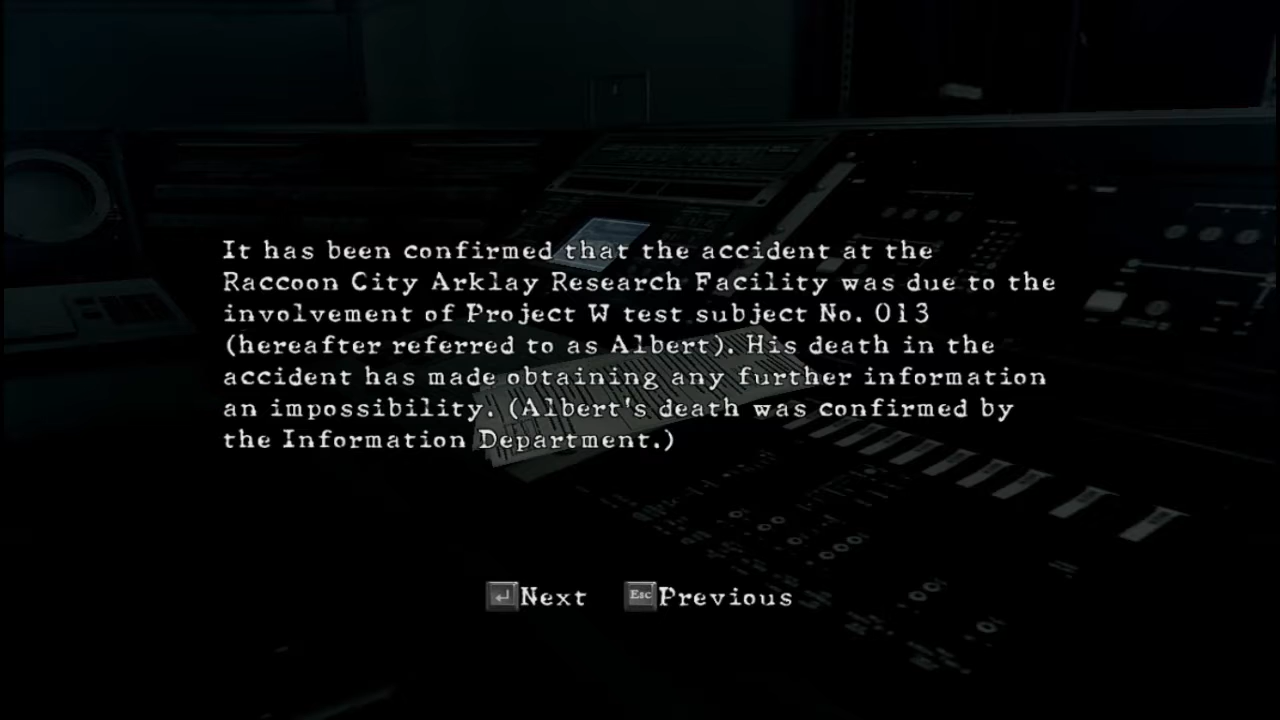 It has been confirmed that the accident at the
Raccoon City Arklay Research Facility was due to the
involvement of Project W test subject No. 013
(hereafter referred to as Albert). His death in the
accident has made obtaining any further information
an impossibility. (Albert's death was confirmed by
the Information Department.)
Next Esc Previous